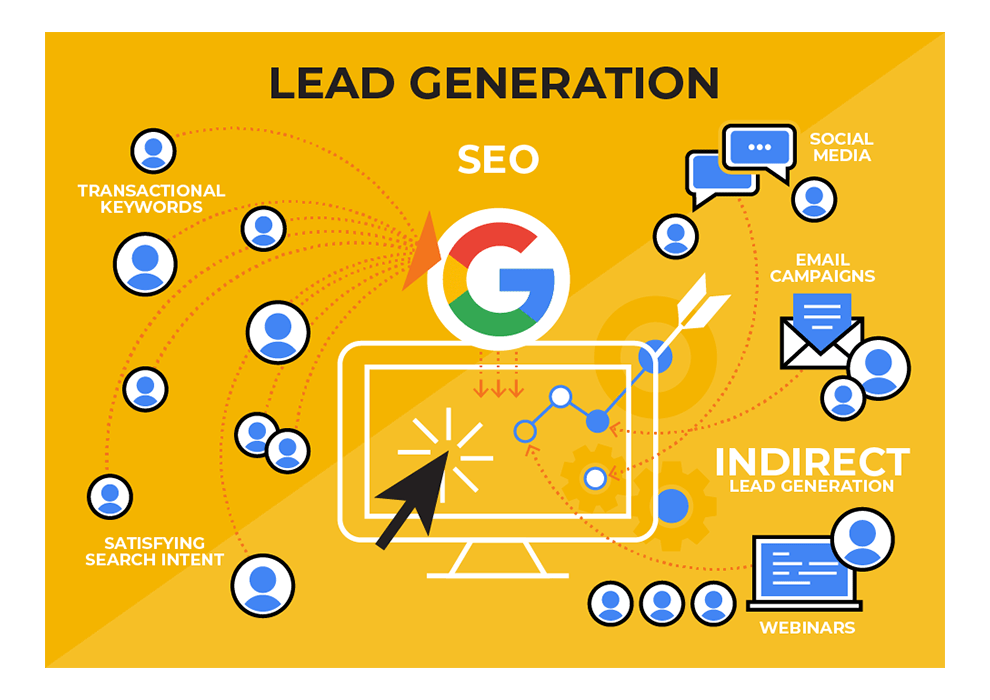 LEAD GENERATION
SEO
TRANSACTIONAL
KEYWORDS
SATISFYING
SEARCH INTENT
SOCIAL
MEDIA
EMAIL
CAMPAIGNS
INDIRECT
LEAD GENERATION
WEBINARS